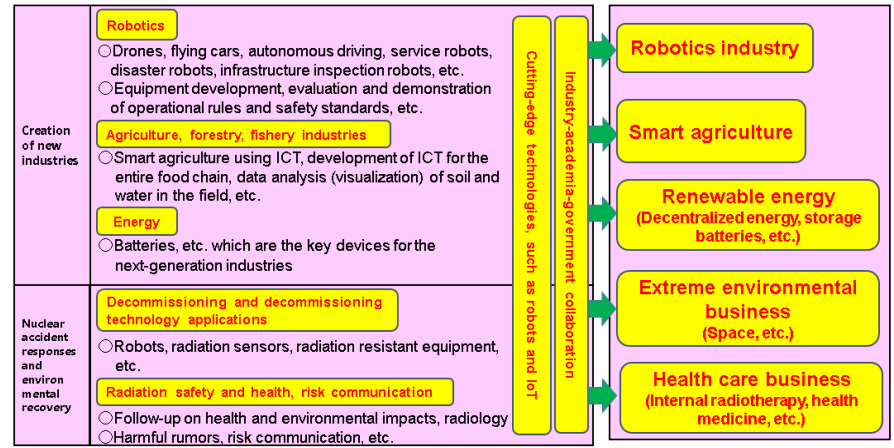 Creation
of new
industries
Robotics
○Drones, flying cars, autonomous driving, service robots,
disaster robots, infrastructure inspection robots, etc.
○Equipment development, evaluation and demonstration
of operational rules and safety standards, etc.
Agriculture, forestry, fishery industries
○Smart agriculture using ICT, development of ICT for the
entire food chain, data analysis (visualization) of soil and
water in the field, etc.
Energy
○Batteries, etc. which are the key devices for the
next-generation industries
Nuclear
accident
responses
and
environ
mental
recovery
Decommissioning and decommissioning
technology applications
○Robots, radiation sensors, radiation resistant equipment,
etc.
Radiation safety and health, risk communication
○Follow-up on health and environmental impacts, radiology
○Harmful rumors, risk communication, etc.
Cutting-edge technologies, such as robots and IoT
Industry-academia-government collaboration
Robotics industry
Smart agriculture
Renewable energy
(Decentralized energy, storage
batteries, etc.)
Extreme environmental
business
(Space, etc.)
Health care business
(Internal radiotherapy, health
medicine, etc.)